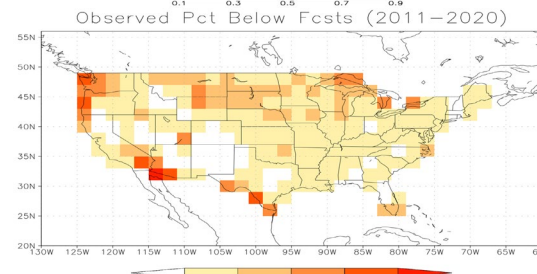 0.1 0.3 0.5 0.7 0.9
Observed Pct Below Fcsts (2011-2020)
55N
50N
45N
40N
35N
30N
25N
20N
130W 125W 120W 115W 110W 105W 100W 95W 90W 85W 80W 75W 70W 65W